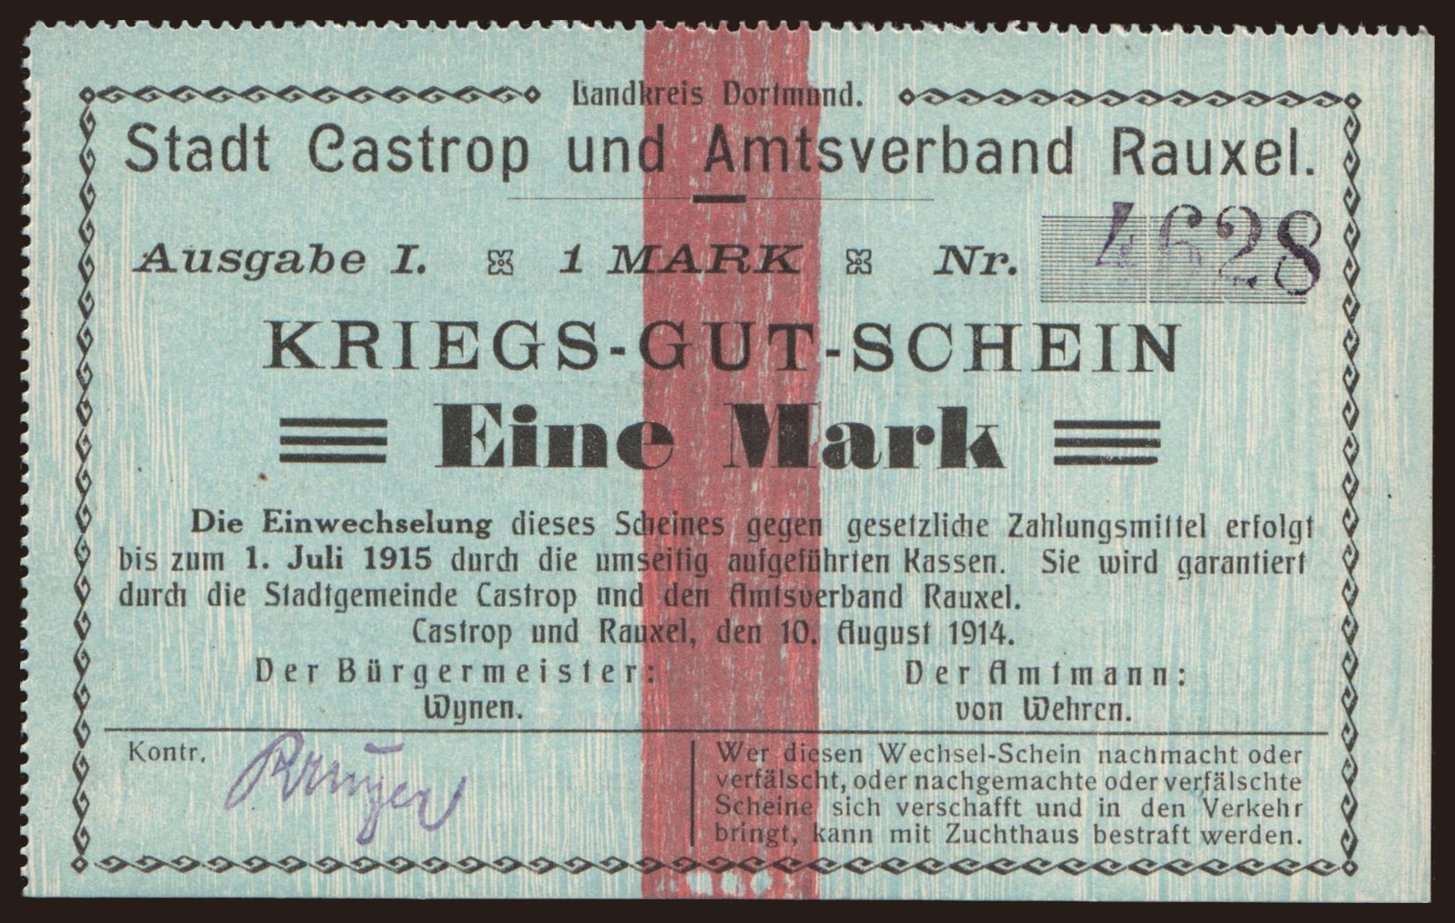 Landkreis Dortmund.
Stadt Castrop und Amtsverband Rauxel.
Ausgabe I. 1 MARK Nr. 4628
KRIEGS-GUT-SCHEIN
Eine Mark
Die Einwechselung dieses Scheines gegen gesetzliche Zahlungsmittel erfolgt
bis zum 1. Juli 1915 durch die umseitig aufgeführten Kassen. Sie wird garantiert
durch die Stadtgemeinde Castrop und den Amtsverband Rauxel.
Castrop und Rauxel, den 10. August 1914.
Der Bürgermeister: Der Amtmann:
Wynen. von Wehren.
Kontr.
Wer diesen Wechsel-Schein nachmacht oder
verfälscht, oder nachgemachte oder verfälschte
Scheine sich verschafft und in den Verkehr
bringt, kann mit Zuchthaus bestraft werden.